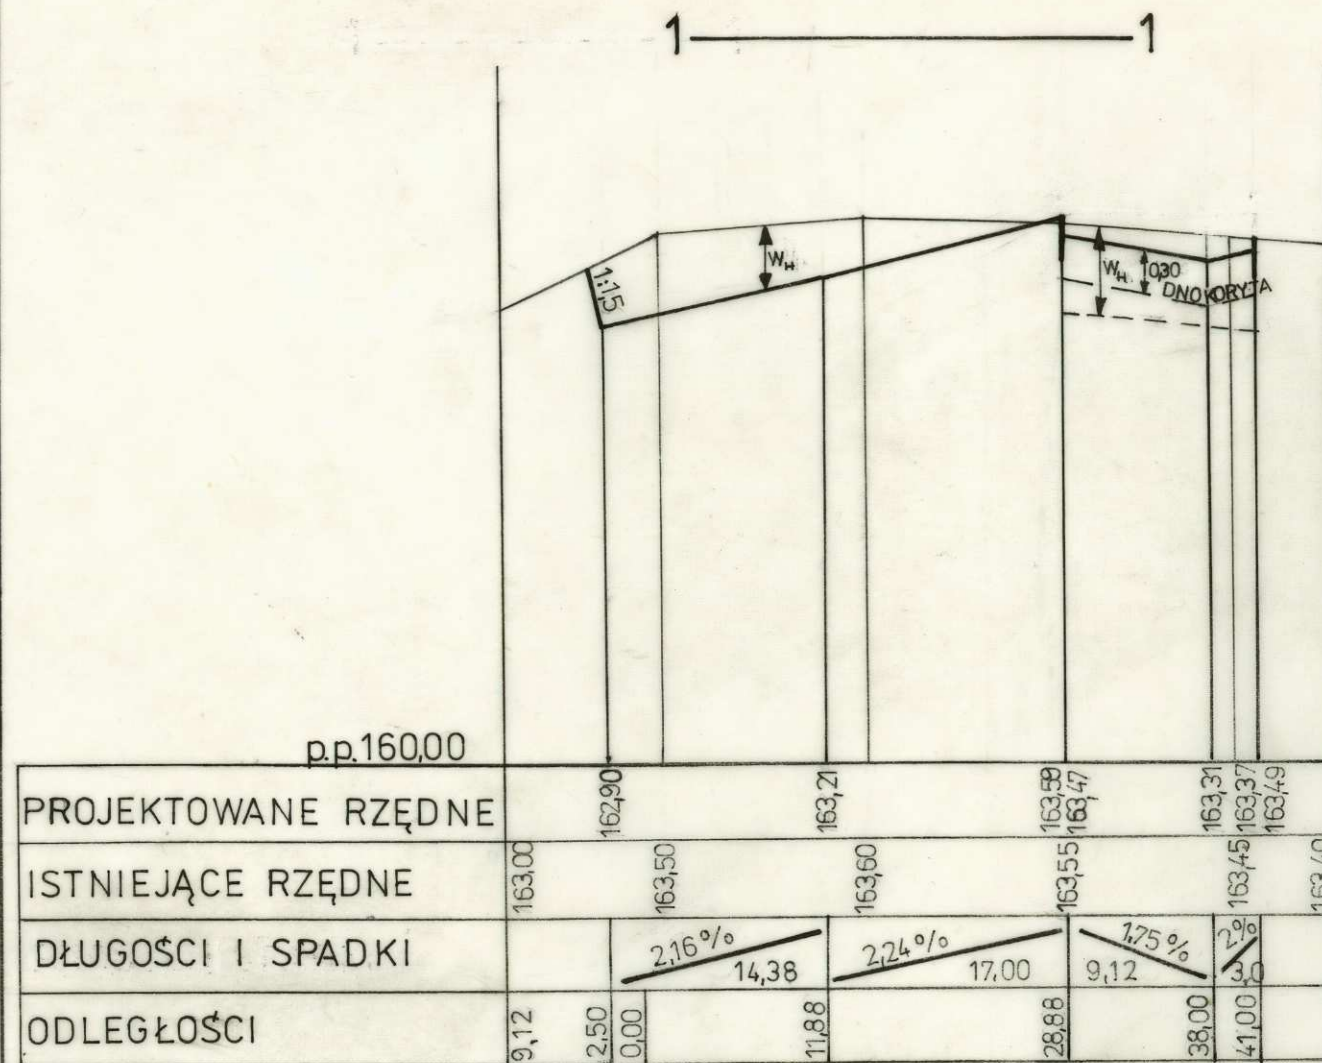 1 1
1:1,5
W_H
W_H
0,30
DNO KORYTA
p.p.160,00
PROJEKTOWANE RZĘDNE 162,90 163,21 163,59 163,47 163,31 163,37 163,49
ISTNIEJĄCE RZĘDNE 163,00 163,50 163,60 163,55 163,45
DŁUGOŚCI I SPADKI 2,16% 14,38 2,24% 17,00 1,75% 9,12 2% 3,0
ODLEGŁOŚCI 9,12 2,50 0,00 11,88 28,88 38,00 41,00